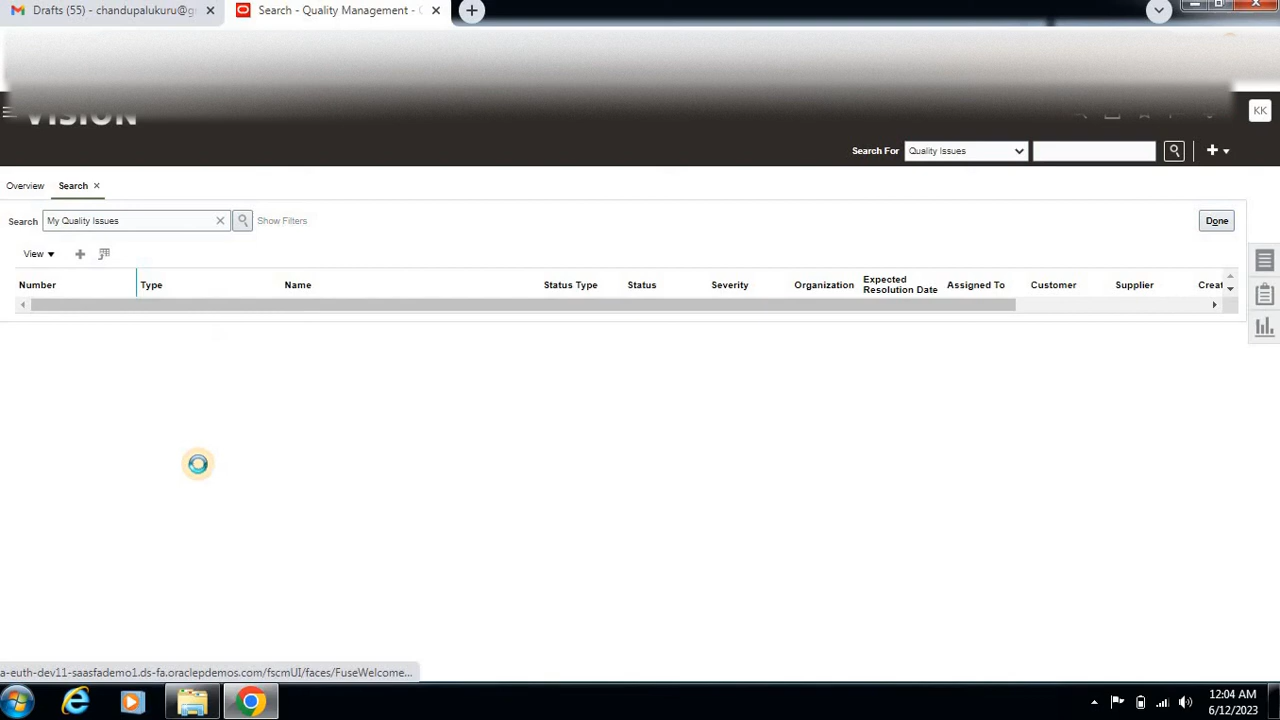 Drafts (55) - chandupalukuru@g
Search - Quality Management -
VISION
KK
Search For Quality Issues
Overview Search
Search My Quality Issues Show Filters Done
View
Number Type Name Status Type Status Severity Organization Expected Resolution Date Assigned To Customer Supplier Creat
a-euth-dev11-saasfademo1.ds-fa.oraclepdemos.com/fscmUI/faces/FuseWelcome...
12:04 AM
6/12/2023